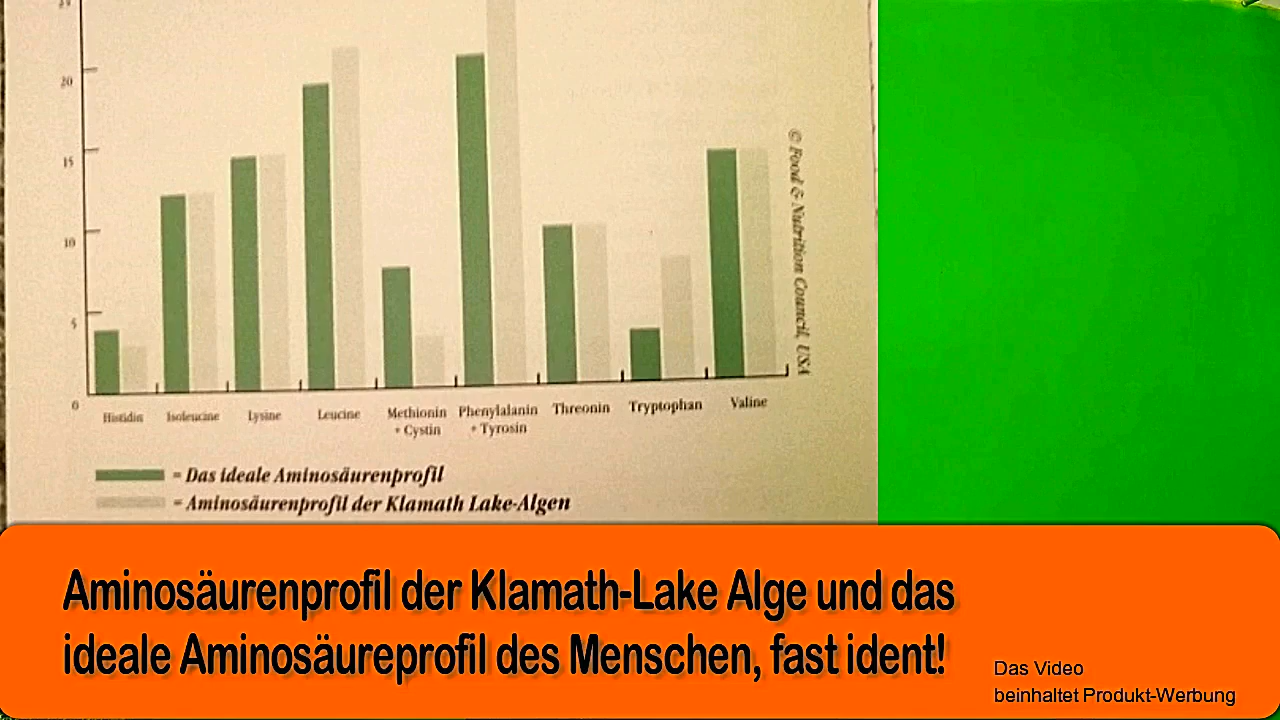 20
15
10
5
0
Histidin Isoleucine Lysine Leucine Methionin Phenylalanin Threonin Tryptophan Valine
+ Cystin + Tyrosin
© Food & Nutrition Council, USA
= Das ideale Aminosäurenprofil
= Aminosäurenprofil der Klamath Lake-Algen
Aminosäurenprofil der Klamath-Lake Alge und das
ideale Aminosäureprofil des Menschen, fast ident!
Das Video
beinhaltet Produkt-Werbung